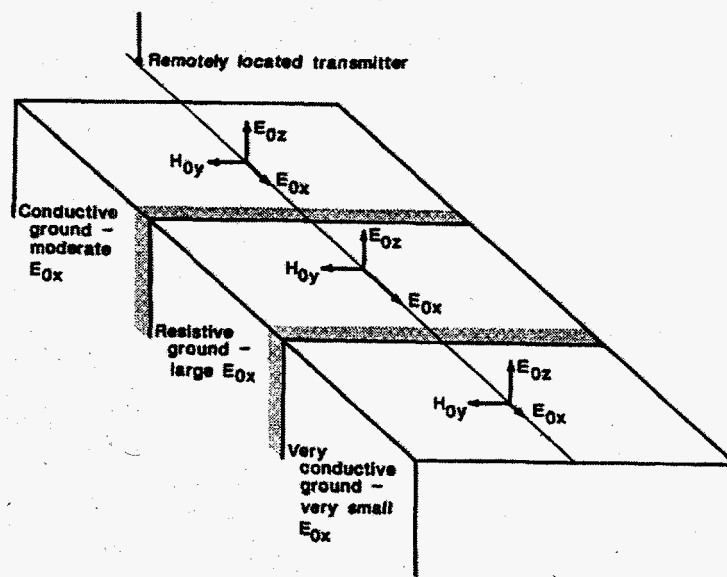 Remotely located transmitter
E0z
H0y
E0x
Conductive
ground –
moderate
E0x
E0z
H0y
E0x
Resistive
ground –
large E0x
E0z
H0y
E0x
Very
conductive
ground –
very small
E0x